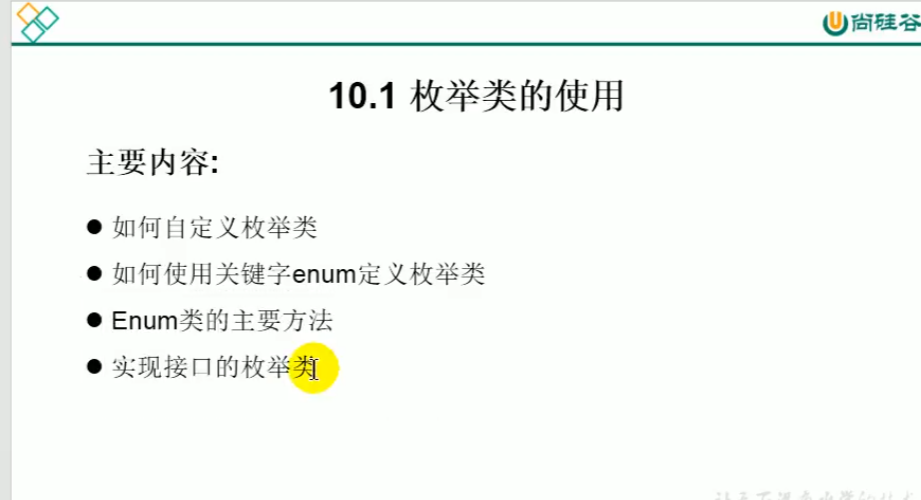 尚硅谷
10.1 枚举类的使用
主要内容:
● 如何自定义枚举类
● 如何使用关键字enum定义枚举类
● Enum类的主要方法
● 实现接口的枚举类